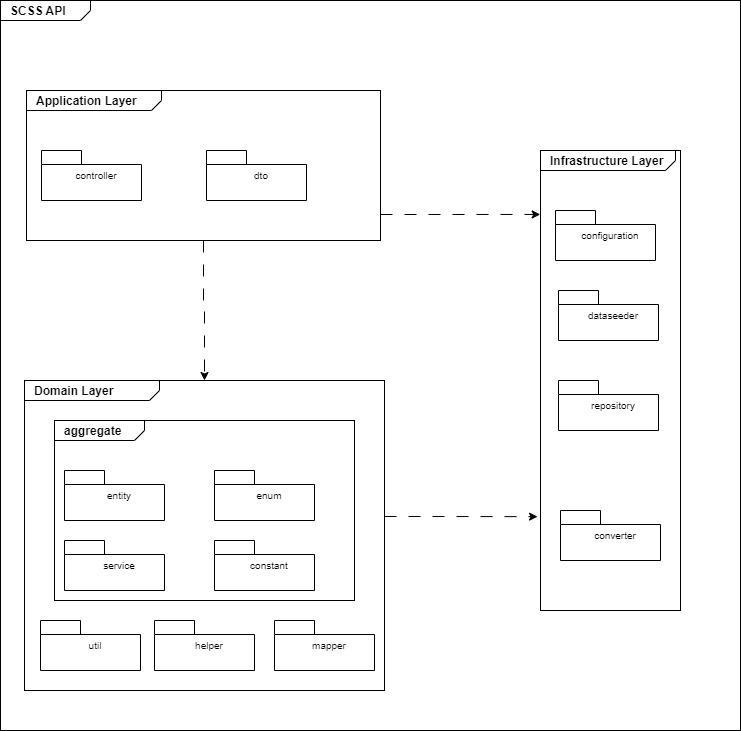 SCSS API
Application Layer
controller
dto
Infrastructure Layer
configuration
dataseeder
repository
converter
Domain Layer
aggregate
entity
enum
service
constant
util
helper
mapper